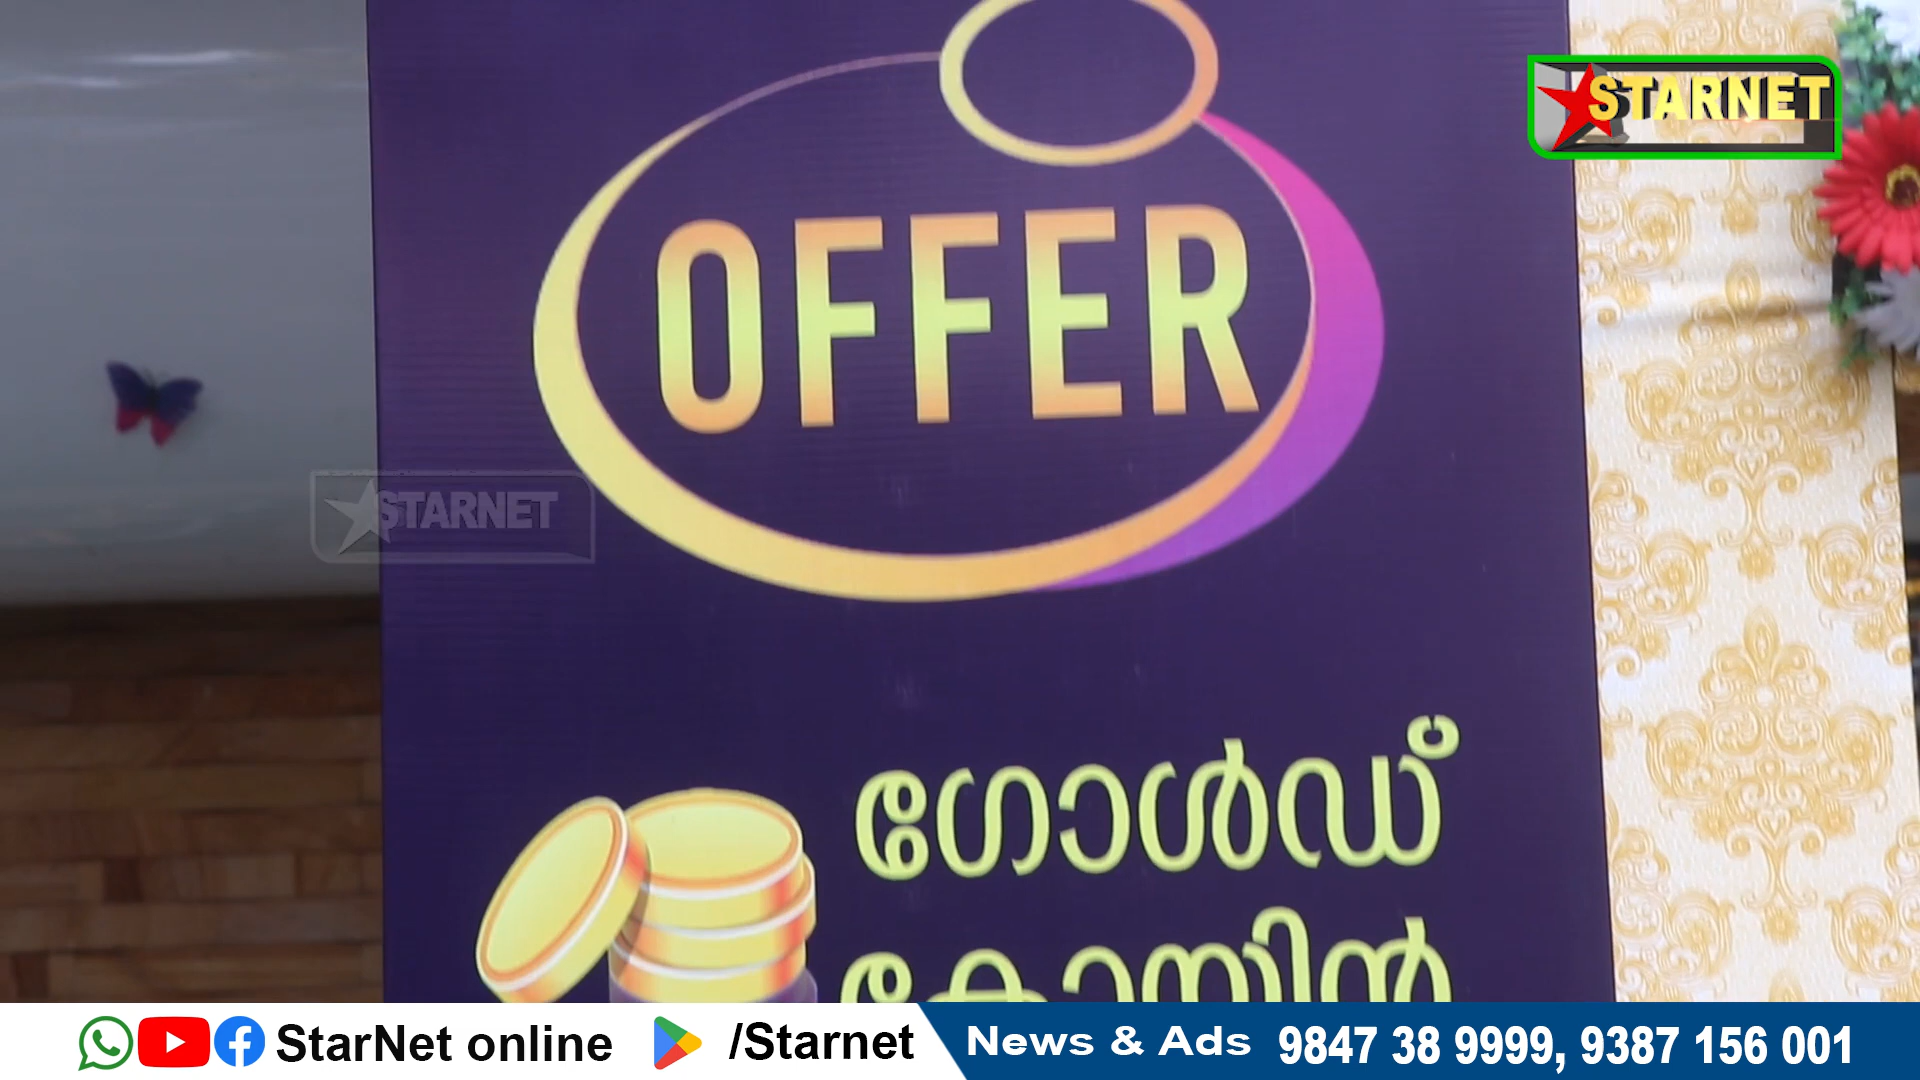 STARNET
OFFER
STARNET
ഗോൾഡ്
കോയിൻ
StarNet online
/Starnet
News & Ads
9847 38 9999, 9387 156 001